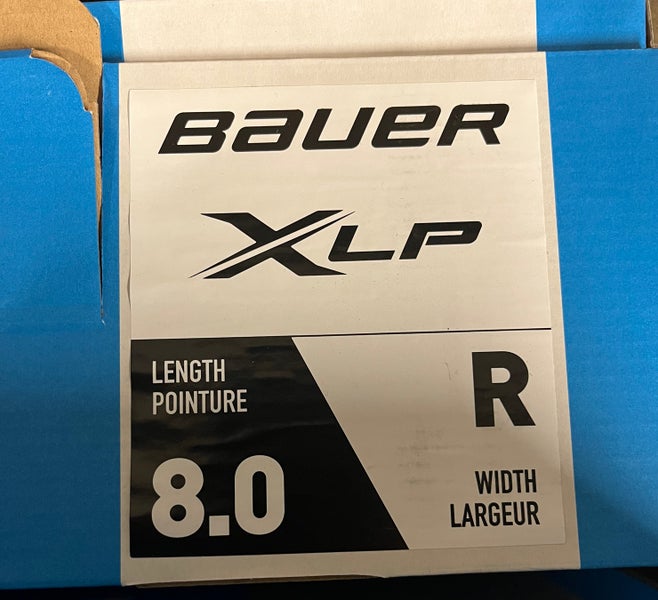 BAUER
XLP
LENGTH
POINTURE
8.0
R
WIDTH
LARGEUR